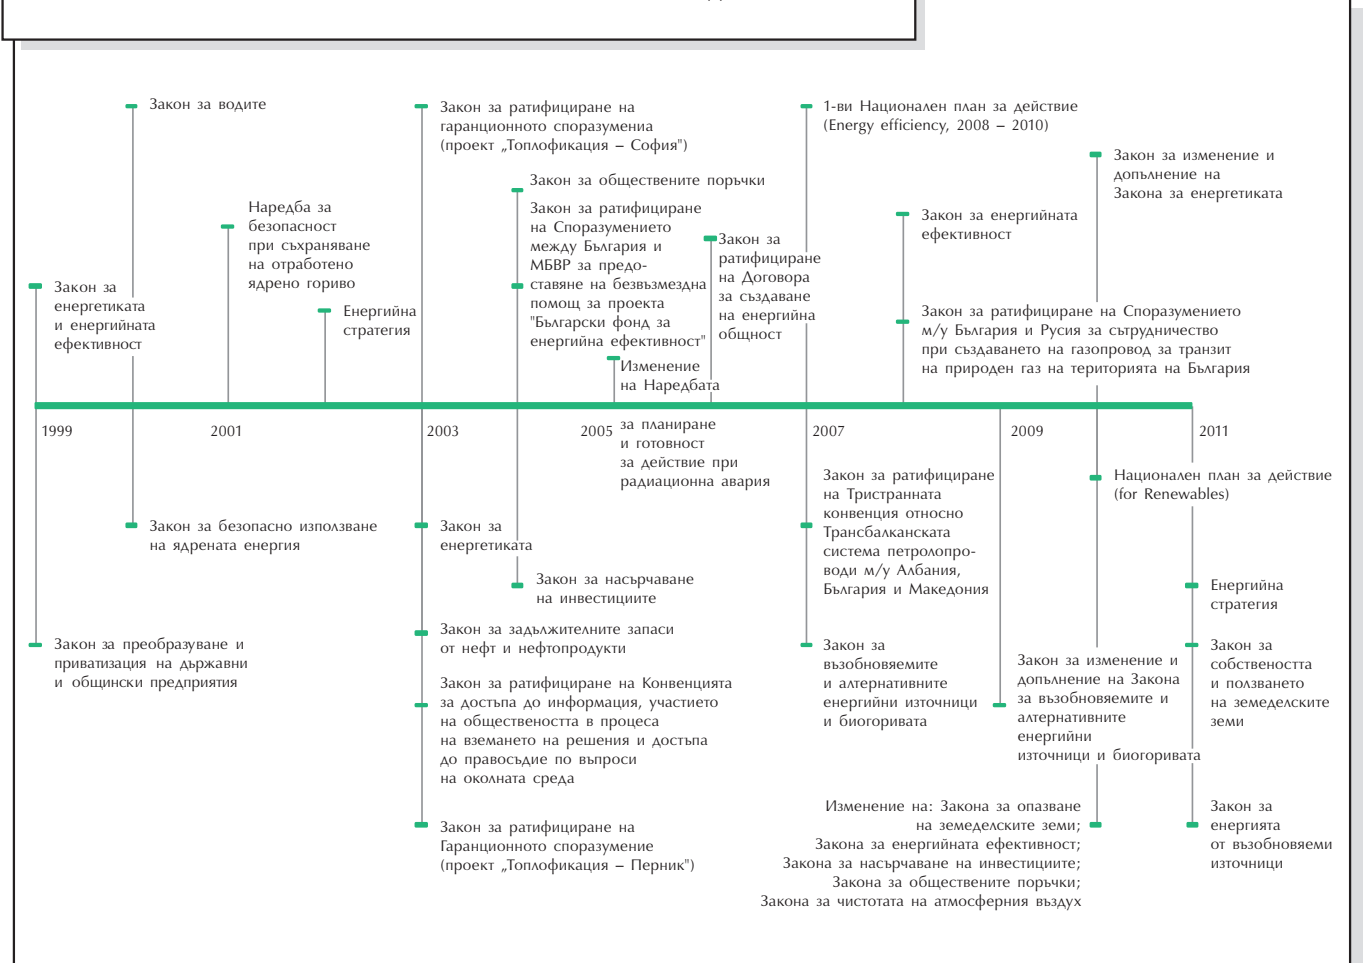 Закон за водите
Закон за ратифициране на
гаранционното споразумениа
(проект „Топлофикация – София")
1-ви Национален план за действие
(Energy efficiency, 2008 – 2010)
Закон за изменение и
допълнение на
Закона за енергетиката
Закон за обществените поръчки
Наредба за
безопасност
при съхраняване
на отработено
ядрено гориво
Закон за ратифициране
на Споразумението
между България и
МБВР за предо-
ставяне на безвъзмездна
помощ за проекта
"Български фонд за
енергийна ефективност"
Закон за
ратифициране
на Договора
за създаване
на енергийна
общност
Закон за енергийната
ефективност
Закон за
енергетиката
и енергийната
ефективност
Енергийна
стратегия
Закон за ратифициране на Споразумението
м/у България и Русия за сътрудничество
при създаването на газопровод за транзит
на природен газ на територията на България
Изменение
на Наредбата
за планиране
и готовност
за действие при
радиационна авария
1999
2001
2003
2005
2007
2009
2011
Закон за ратифициране
на Тристранната
конвенция относно
Трансбалканската
система петролопро-
води м/у Албания,
България и Македония
Национален план за действие
(for Renewables)
Закон за безопасно използване
на ядрената енергия
Закон за
енергетиката
Закон за насърчаване
на инвестициите
Енергийна
стратегия
Закон за преобразуване и
приватизация на държавни
и общински предприятия
Закон за задължителните запаси
от нефт и нефтопродукти
Закон за
възобновяемите
и алтернативните
енергийни източници
и биогоривата
Закон за изменение и
допълнение на Закона
за възобновяемите и
алтернативните
енергийни
източници и биогоривата
Закон за
собствеността
и ползването
на земеделските
земи
Закон за ратифициране на Конвенцията
за достъпа до информация, участието
на обществеността в процеса
на вземането на решения и достъпа
до правосъдие по въпроси
на околната среда
Закон за ратифициране на
Гаранционното споразумение
(проект „Топлофикация – Перник")
Изменение на: Закона за опазване
на земеделските земи;
Закона за енергийната ефективност;
Закона за насърчаване на инвестициите;
Закона за обществените поръчки;
Закона за чистотата на атмосферния въздух
Закон за
енергията
от възобновяеми
източници